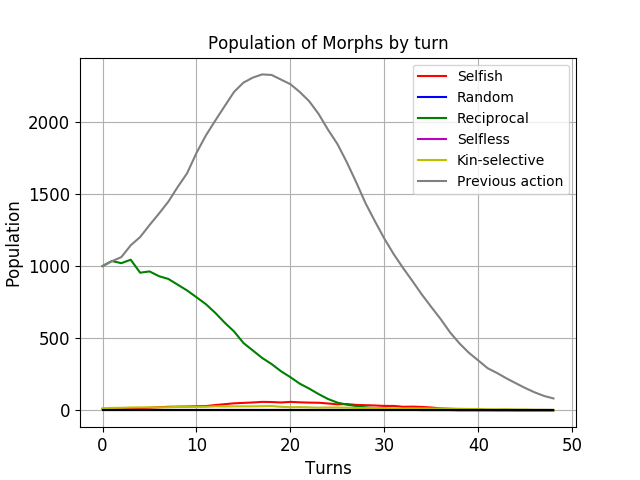 Population of Morphs by turn
Selfish
Random
Reciprocal
Selfless
Kin-selective
Previous action
Population
2000
1500
1000
500
0
0 10 20 30 40 50
Turns